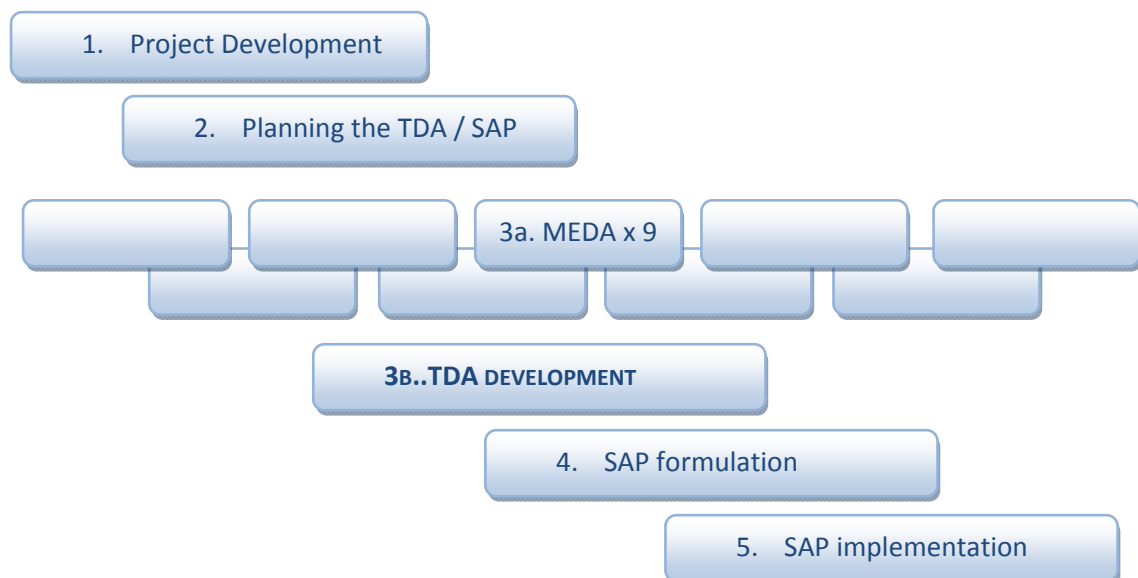 1. Project Development
2. Planning the TDA / SAP
3a. MEDA x 9
3B..TDA DEVELOPMENT
4. SAP formulation
5. SAP implementation